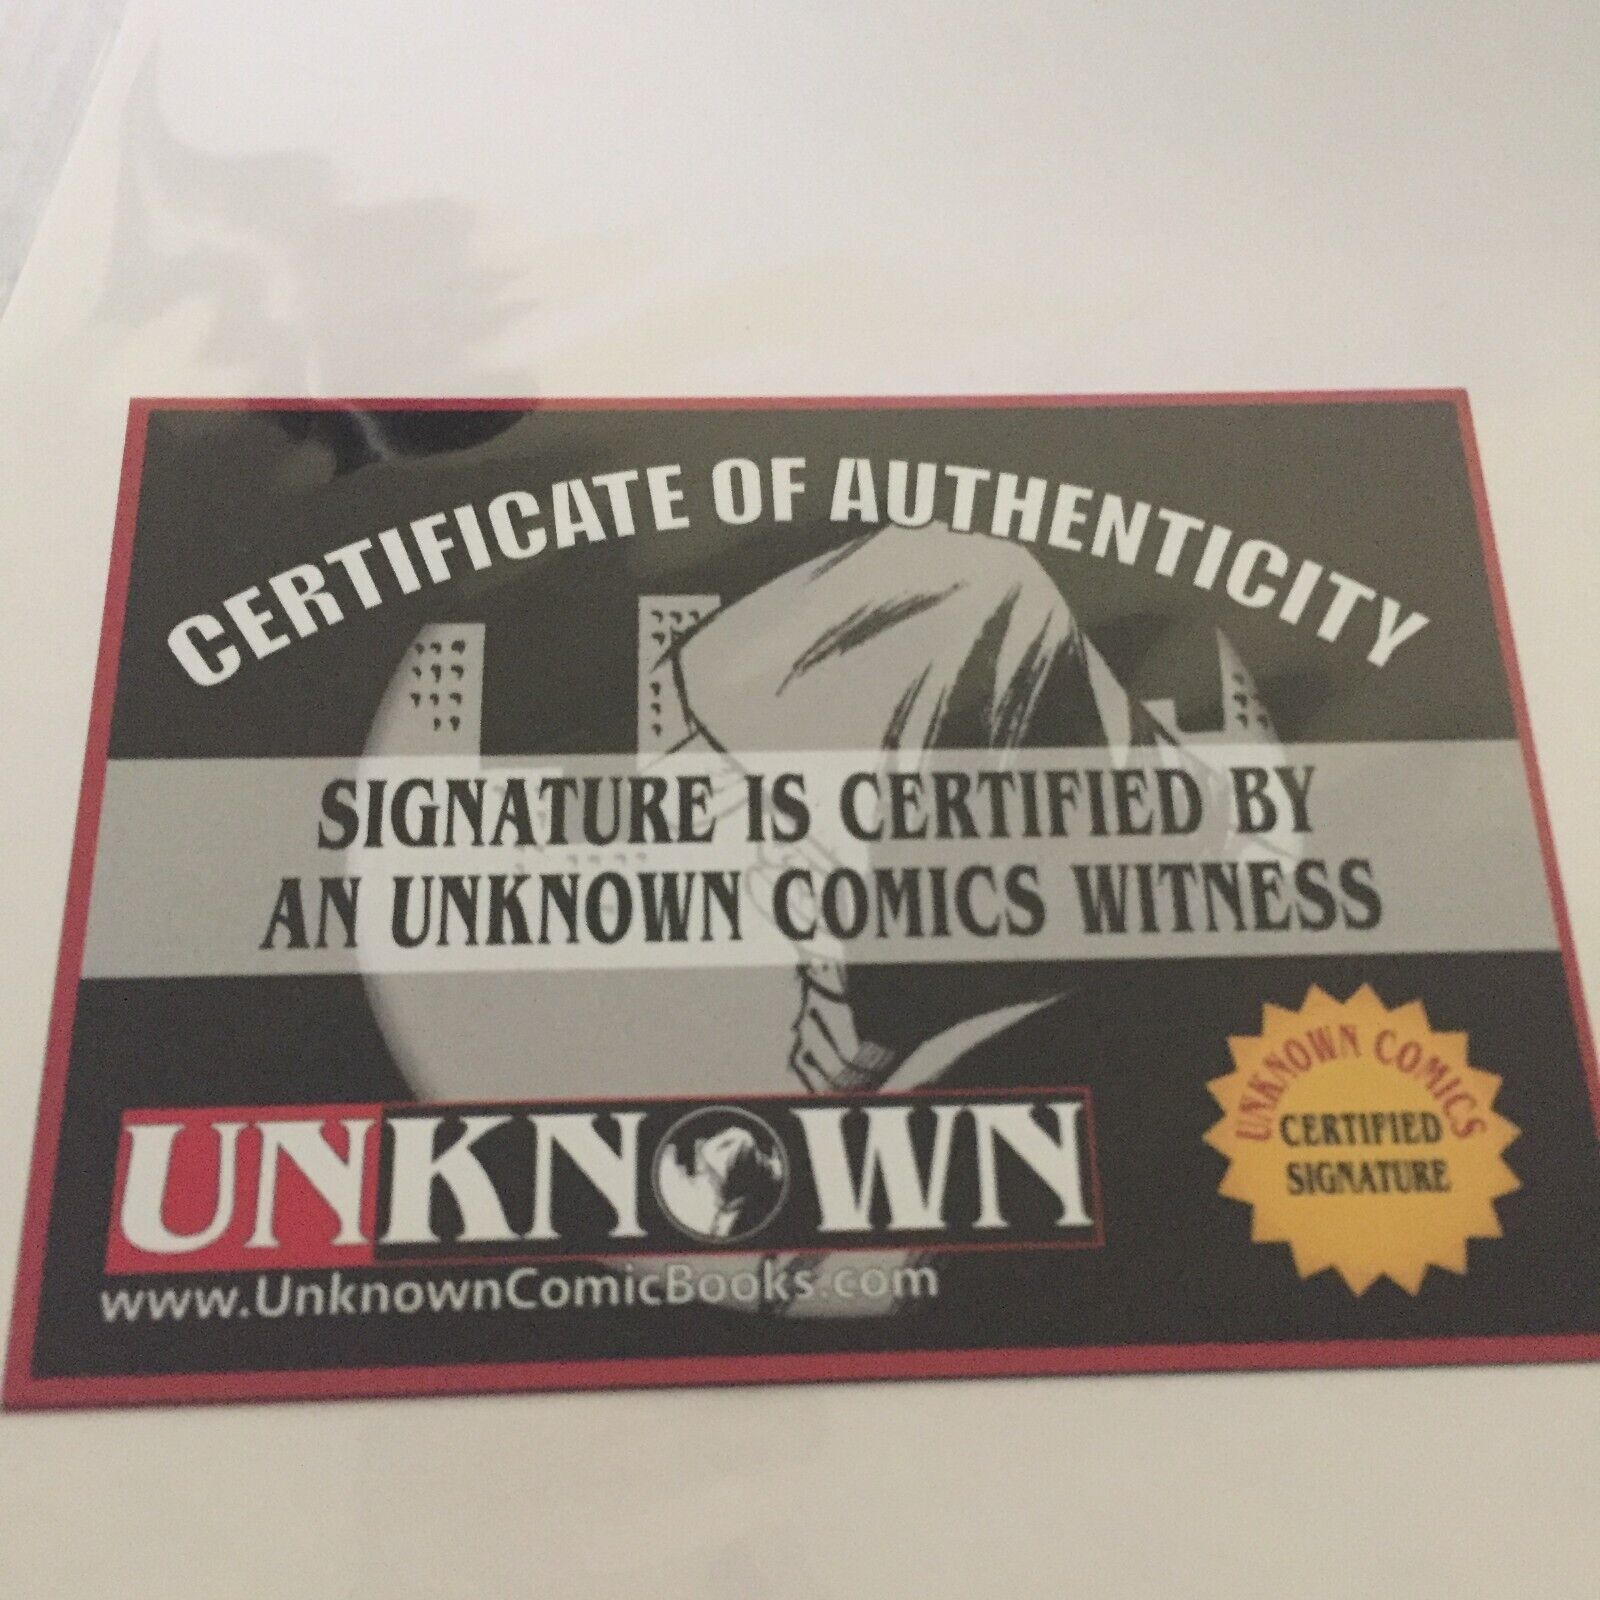 CERTIFICATE OF AUTHENTICITY
SIGNATURE IS CERTIFIED BY
AN UNKNOWN COMICS WITNESS
UNKNOWN
www.UnknownComicBooks.com
UNKNOWN COMICS
CERTIFIED
SIGNATURE